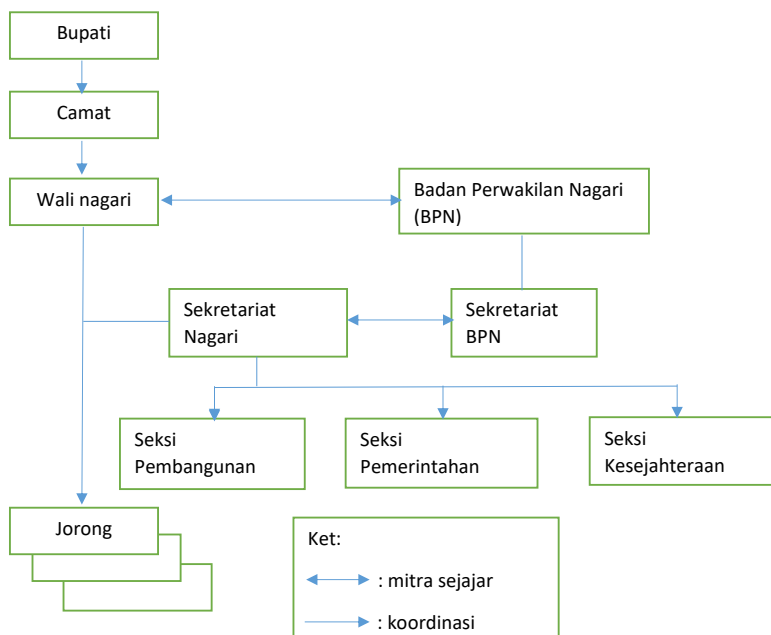 Bupati
Camat
Wali nagari
Badan Perwakilan Nagari
(BPN)
Sekretariat
Nagari
Sekretariat
BPN
Seksi
Pembangunan
Seksi
Pemerintahan
Seksi
Kesejahteraan
Jorong
Ket:
: mitra sejajar
: koordinasi